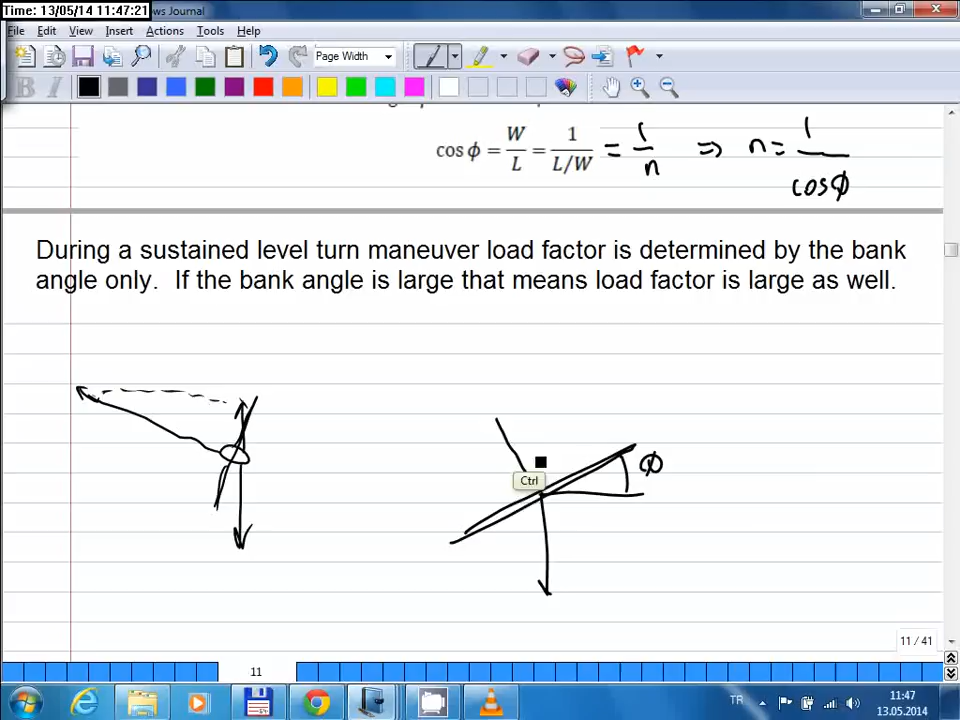 Time: 13/05/14 11:47:21
ws Journal
File Edit View Insert Actions Tools Help
Page Width
B I
cos ϕ = W/L = 1/(L/W) = 1/n ⇒ n = 1/cosϕ
During a sustained level turn maneuver load factor is determined by the bank
angle only. If the bank angle is large that means load factor is large as well.
ϕ
Ctrl
11 / 41
11
TR
11:47
13.05.2014